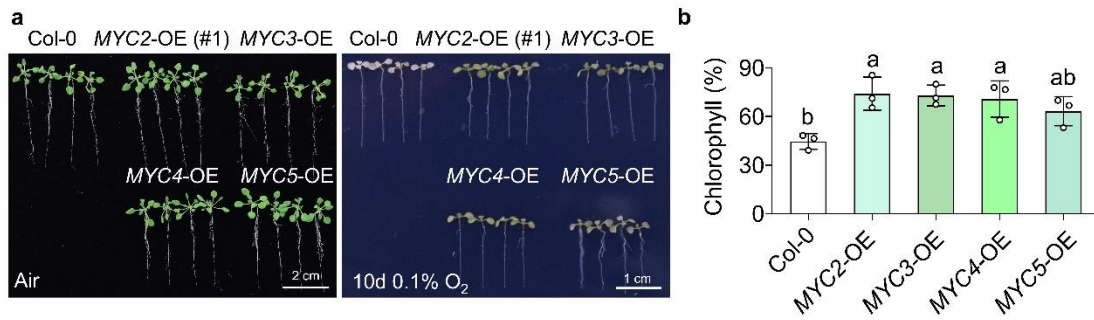 a
Col-0 MYC2-OE (#1) MYC3-OE
MYC4-OE MYC5-OE
Air
2 cm
Col-0 MYC2-OE (#1) MYC3-OE
MYC4-OE MYC5-OE
10d 0.1% O₂
1 cm
b
Chlorophyll (%)
90
60
30
0
b
a
a
a
ab
Col-0
MYC2-OE
MYC3-OE
MYC4-OE
MYC5-OE